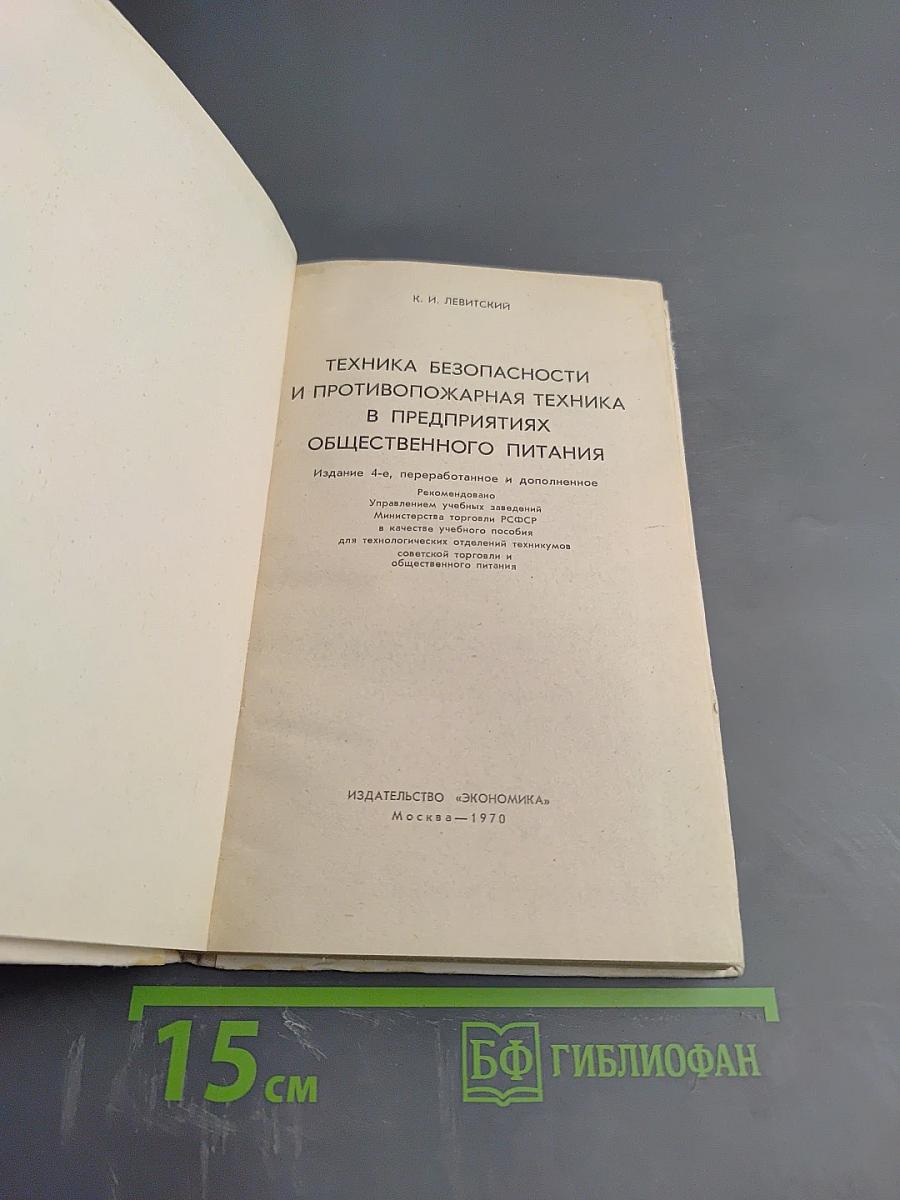 К. И. ЛЕВИТСКИЙ
ТЕХНИКА БЕЗОПАСНОСТИ
И ПРОТИВОПОЖАРНАЯ ТЕХНИКА
В ПРЕДПРИЯТИЯХ
ОБЩЕСТВЕННОГО ПИТАНИЯ
Издание 4-е, переработанное и дополненное
Рекомендовано
Управлением учебных заведений
Министерства торговли РСФСР
в качестве учебного пособия
для технологических отделений техникумов
советской торговли и
общественного питания
ИЗДАТЕЛЬСТВО «ЭКОНОМИКА»
Москва—1970
15 см
БФ ГИБЛИОФАН